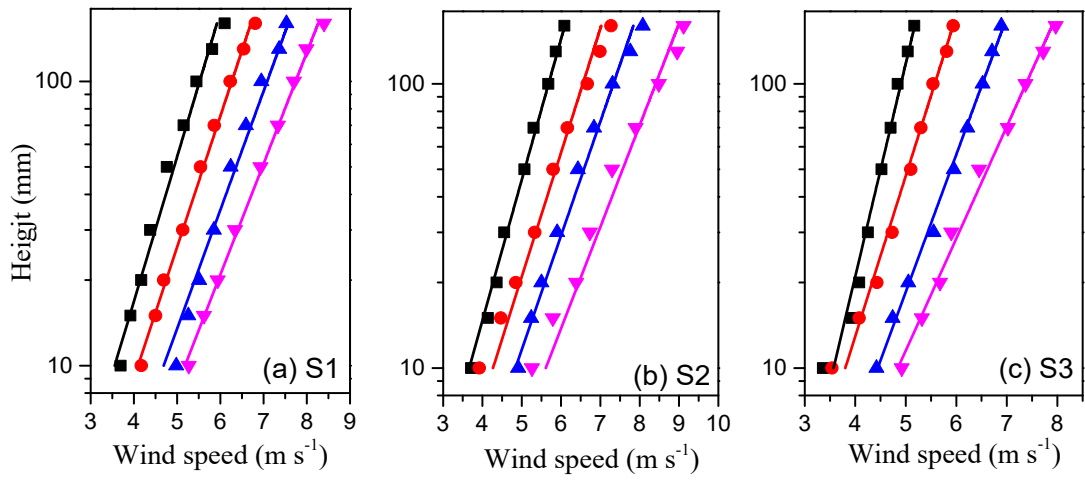 Heigjt (mm)
100
10
(a) S1
3 4 5 6 7 8 9
Wind speed (m s⁻¹)
100
10
(b) S2
3 4 5 6 7 8 9 10
Wind speed (m s⁻¹)
100
10
(c) S3
3 4 5 6 7 8
Wind speed (m s⁻¹)